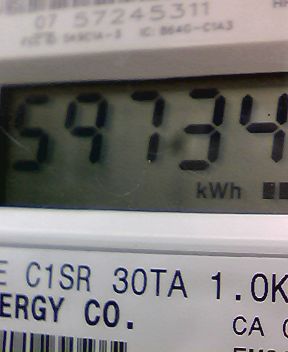 07 57245311
59734
kWh
E C1SR 30TA 1.0K
ERGY CO.
CA